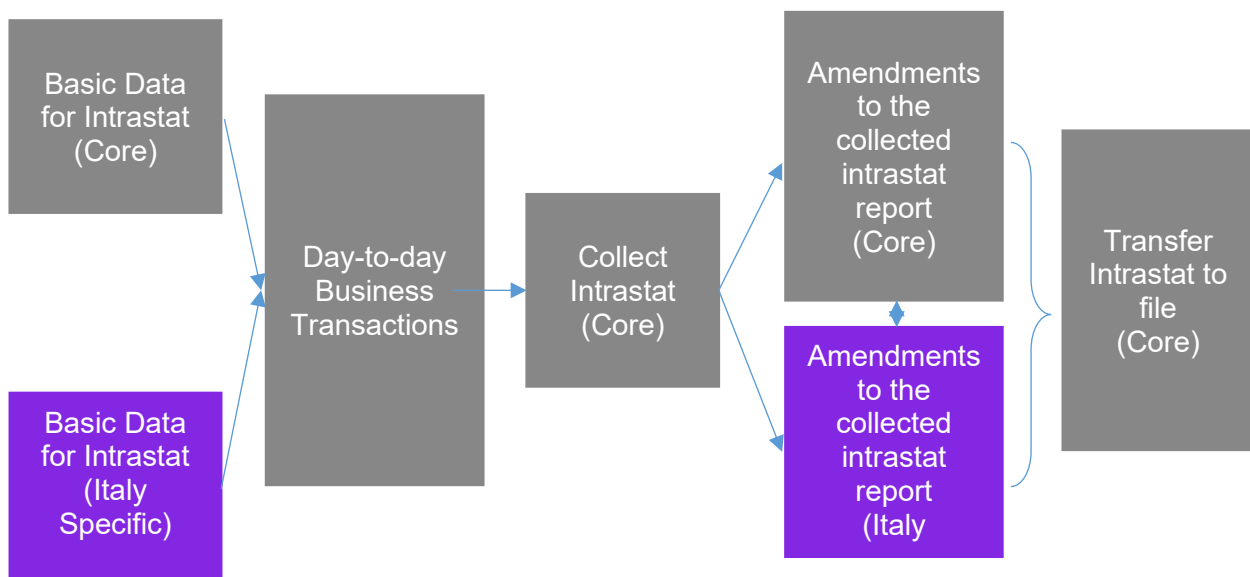 Basic Data
for Intrastat
(Core)
Basic Data
for Intrastat
(Italy
Specific)
Day-to-day
Business
Transactions
Collect
Intrastat
(Core)
Amendments
to the
collected
intrastat
report
(Core)
Amendments
to the
collected
intrastat
report
(Italy
Transfer
Intrastat to
file
(Core)